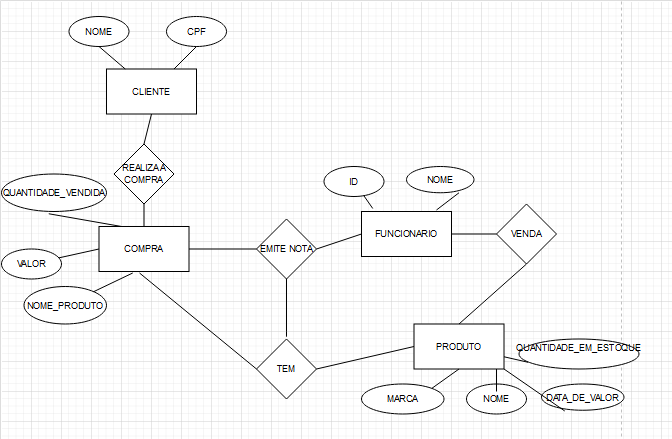 NOME
CPF
CLIENTE
REALIZA A
COMPRA
QUANTIDADE_VENDIDA
ID
NOME
FUNCIONARIO
VENDA
COMPRA
EMITE NOTA
VALOR
NOME_PRODUTO
PRODUTO
QUANTIDADE_EM_ESTOQUE
TEM
MARCA
NOME
DATA_DE_VALOR